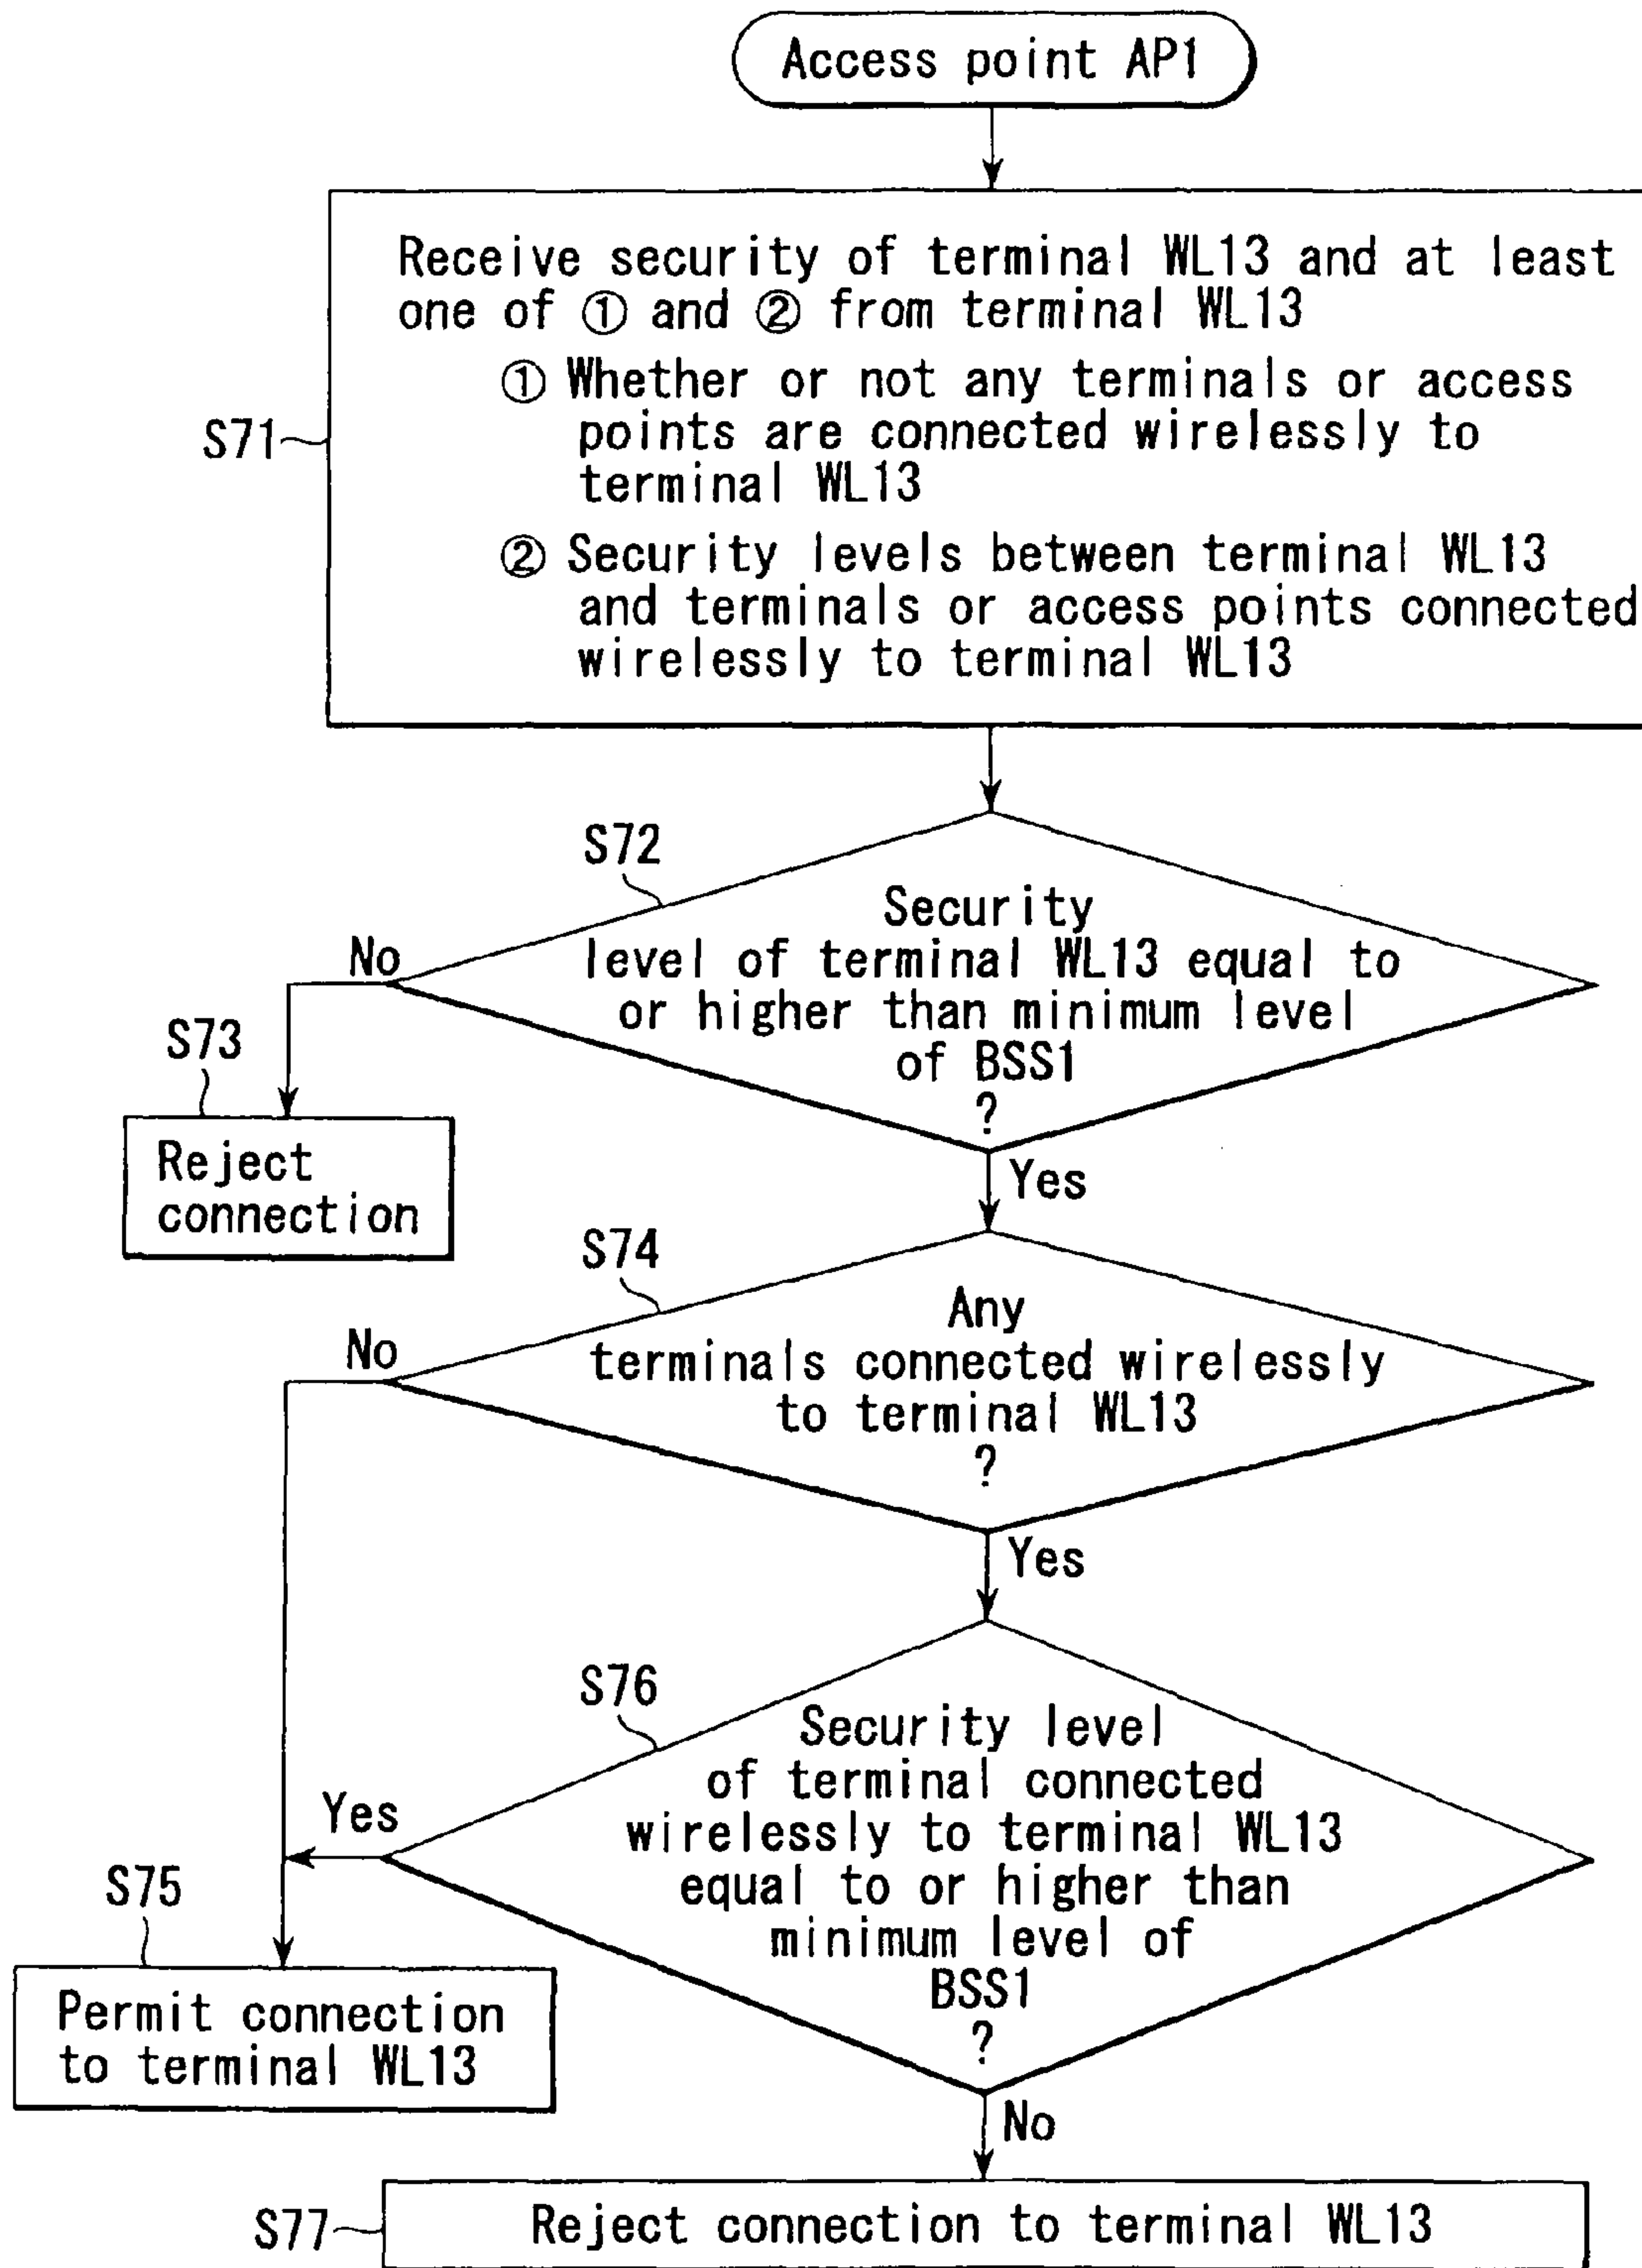 Access point AP1
Receive security of terminal WL13 and at least
one of ① and ② from terminal WL13
① Whether or not any terminals or access
points are connected wirelessly to
terminal WL13
② Security levels between terminal WL13
and terminals or access points connected
wirelessly to terminal WL13
S71
S72
Security
level of terminal WL13 equal to
or higher than minimum level
of BSS1
?
No
Yes
S73
Reject
connection
S74
Any
terminals connected wirelessly
to terminal WL13
?
No
Yes
S76
Security level
of terminal connected
wirelessly to terminal WL13
equal to or higher than
minimum level of
BSS1
?
Yes
No
S75
Permit connection
to terminal WL13
S77
Reject connection to terminal WL13